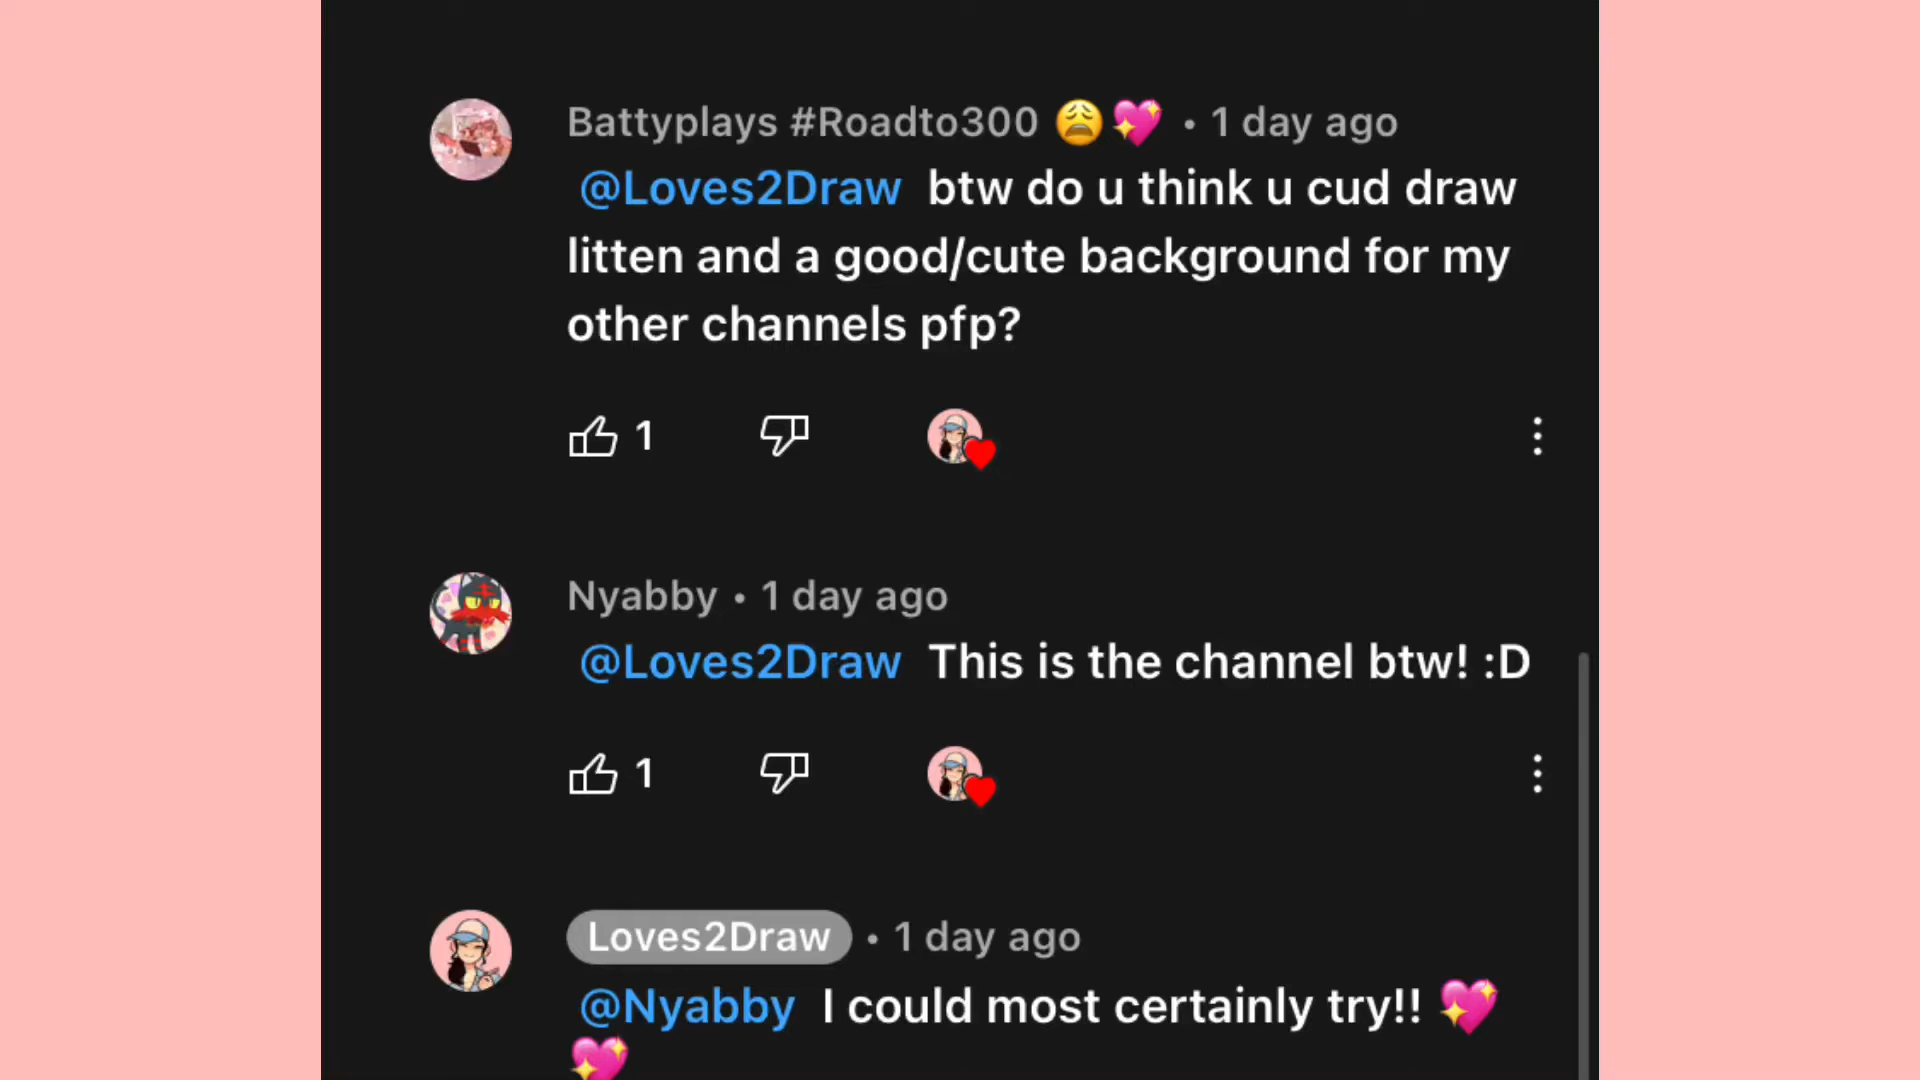 Battyplays #Roadto300 😩💖 • 1 day ago
@Loves2Draw btw do u think u cud draw
litten and a good/cute background for my
other channels pfp?
1
Nyabby • 1 day ago
@Loves2Draw This is the channel btw! :D
1
Loves2Draw • 1 day ago
@Nyabby I could most certainly try!! 💖
💖